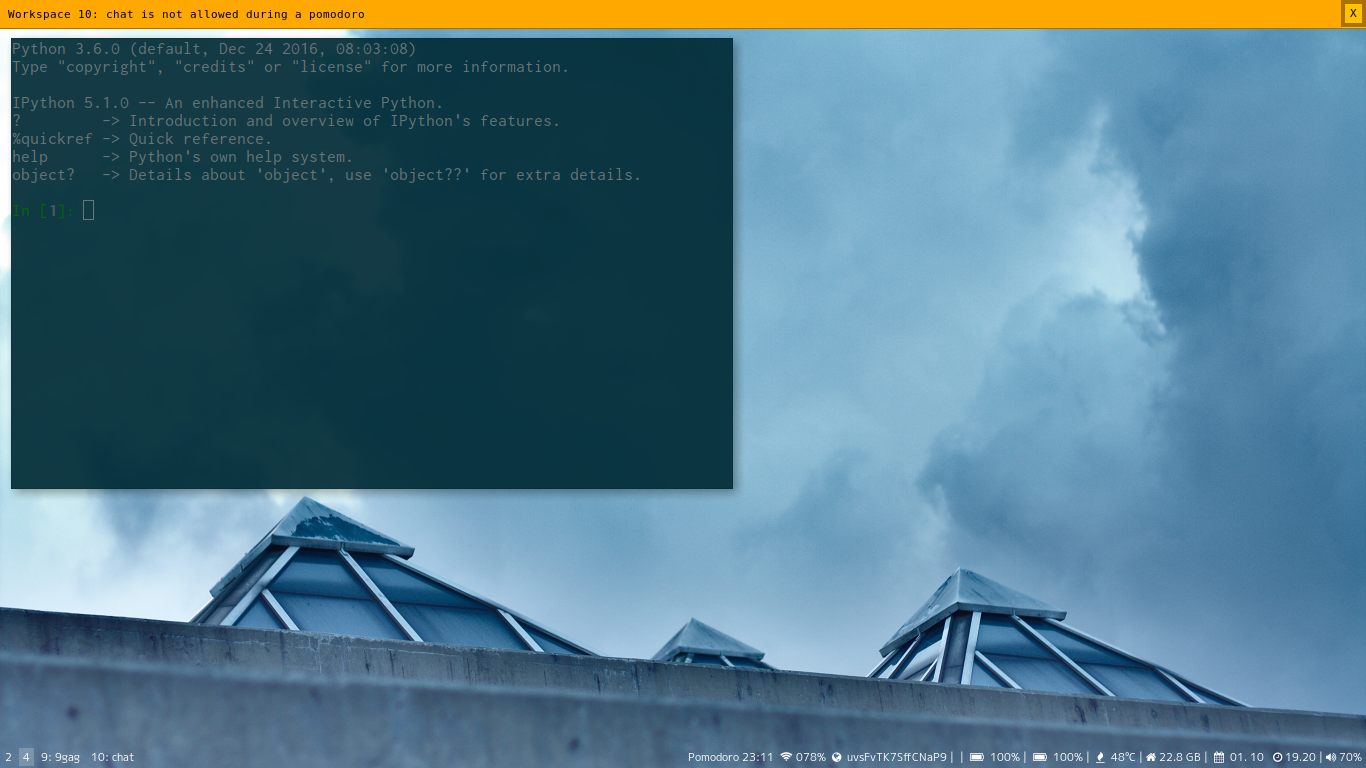 Workspace 10: chat is not allowed during a pomodoro X
Python 3.6.0 (default, Dec 24 2016, 08:03:08)
Type "copyright", "credits" or "license" for more information.
IPython 5.1.0 -- An enhanced Interactive Python.
?         -> Introduction and overview of IPython's features.
%quickref -> Quick reference.
help      -> Python's own help system.
object?   -> Details about 'object', use 'object??' for extra details.
In [1]:
2 4 9: 9gag 10: chat Pomodoro 23:11 078% uvsFvTK7SffCNaP9 | | 100% | 100% | 48°C | 22.8 GB | 01. 10 19.20 | 70%